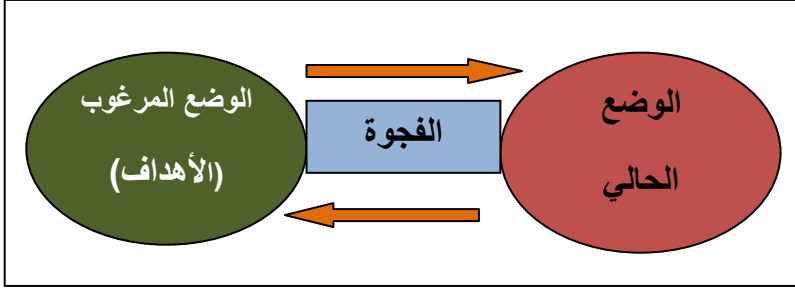 الوضع
الحالي
الفجوة
الوضع المرغوب
(الأهداف)